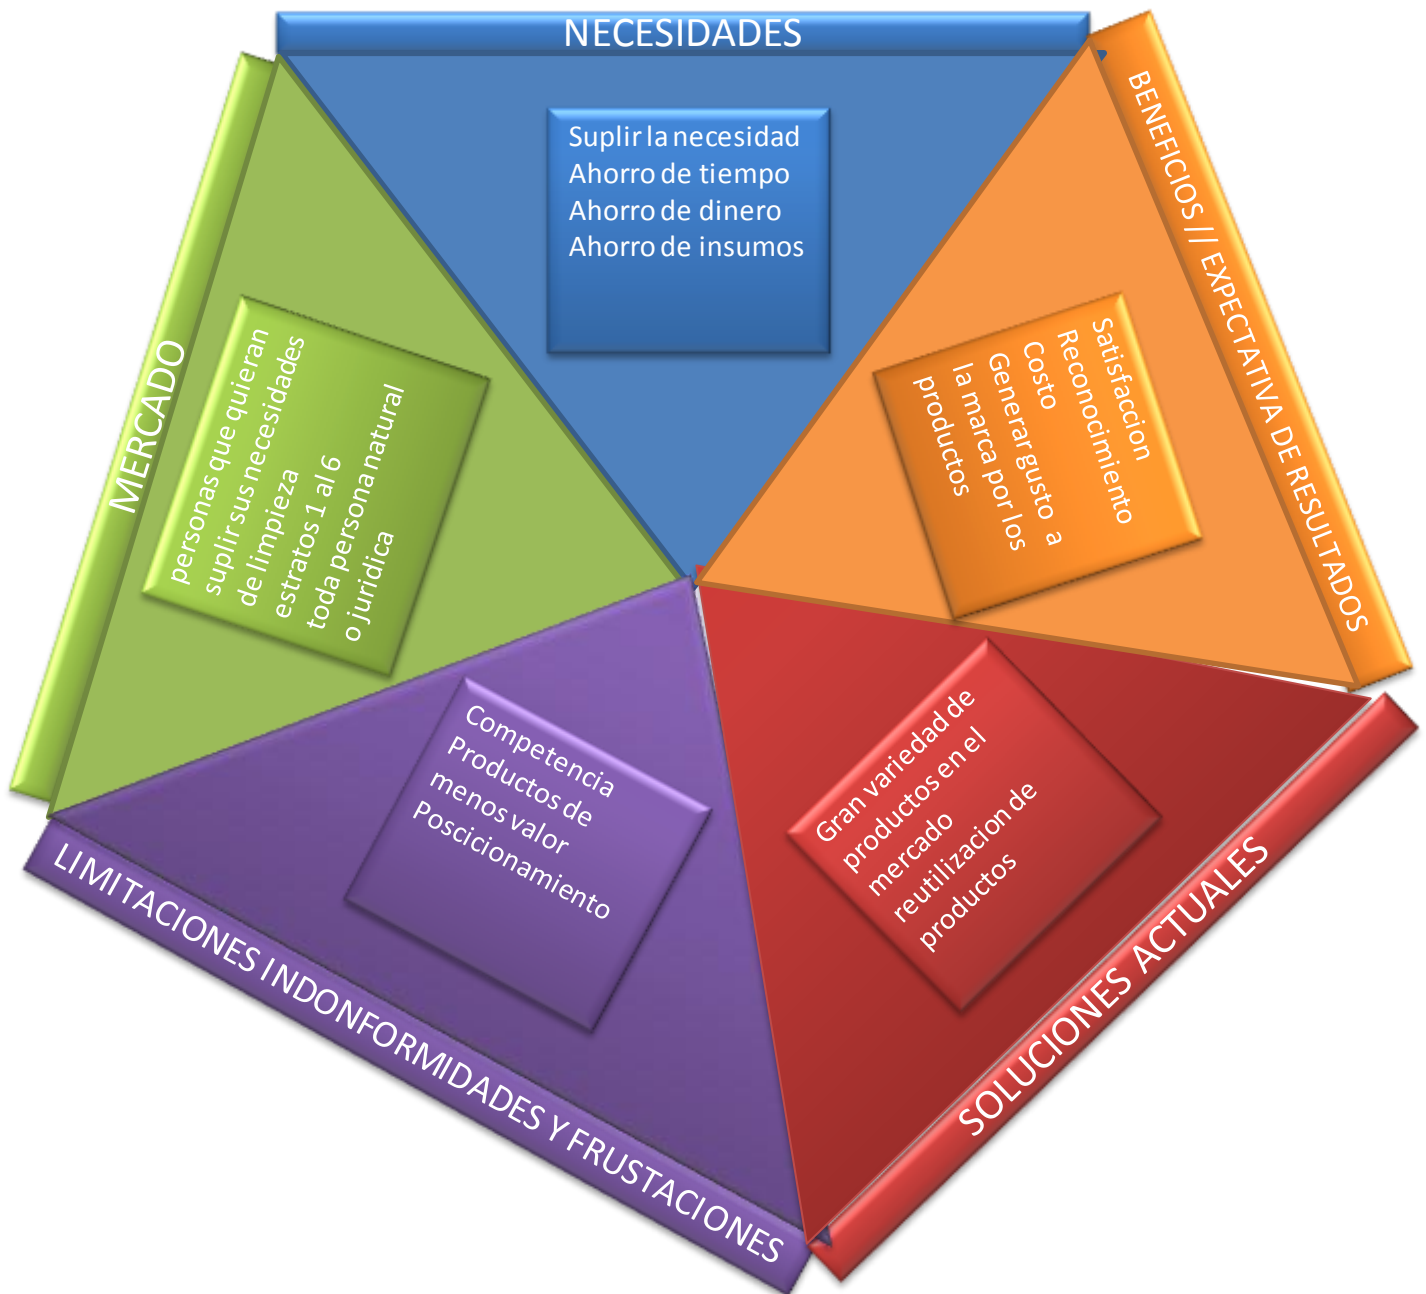 NECESIDADES
Suplir la necesidad
Ahorro de tiempo
Ahorro de dinero
Ahorro de insumos
BENEFICIOS // EXPECTATIVA DE RESULTADOS
Satisfaccion
Reconocimiento
Costo
Generar gusto a
la marca por los
productos
SOLUCIONES ACTUALES
Gran variedad de
productos en el
mercado
reutilizacion de
productos
LIMITACIONES INDONFORMIDADES Y FRUSTACIONES
Competencia
Productos de
menos valor
Poscicionamiento
MERCADO
personas que quieran
suplir sus necesidades
de limpieza
estratos 1 al 6
toda persona natural
o juridica